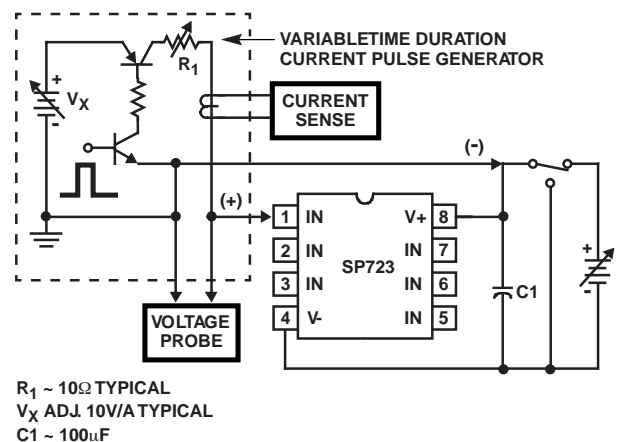 VARIABLETIME DURATION
CURRENT PULSE GENERATOR
R1
+
VX
-
CURRENT
SENSE
(-)
(+)
1 IN V+ 8
2 IN IN 7
SP723
3 IN IN 6
4 V- IN 5
+
-
C1
VOLTAGE
PROBE
R1 ~ 10Ω TYPICAL
VX ADJ. 10V/A TYPICAL
C1 ~ 100μF